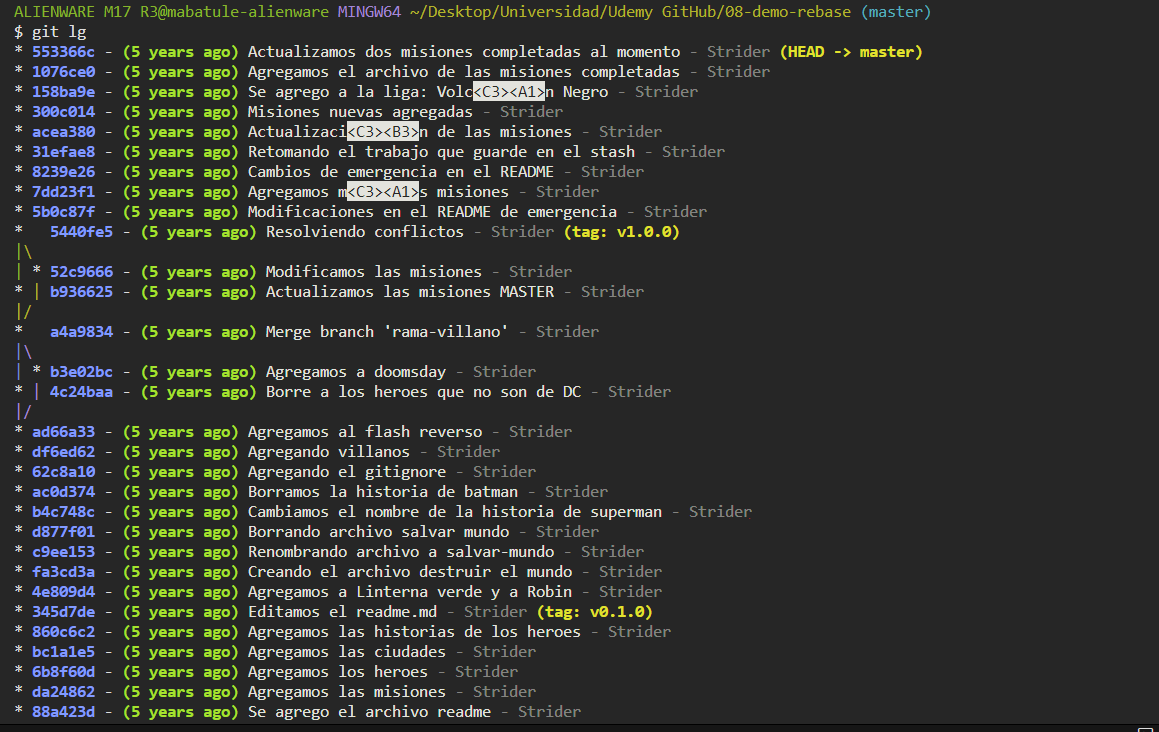 ALIENWARE M17 R3@mabatule-alienware MINGW64 ~/Desktop/Universidad/Udemy GitHub/08-demo-rebase (master)
$ git lg
* 553366c - (5 years ago) Actualizamos dos misiones completadas al momento - Strider (HEAD -> master)
* 1076ce0 - (5 years ago) Agregamos el archivo de las misiones completadas - Strider
* 158ba9e - (5 years ago) Se agrego a la liga: Volc<C3><A1>n Negro - Strider
* 300c014 - (5 years ago) Misiones nuevas agregadas - Strider
* acea380 - (5 years ago) Actualizaci<C3><B3>n de las misiones - Strider
* 31efae8 - (5 years ago) Retomando el trabajo que guarde en el stash - Strider
* 8239e26 - (5 years ago) Cambios de emergencia en el README - Strider
* 7dd23f1 - (5 years ago) Agregamos m<C3><A1>s misiones - Strider
* 5b0c87f - (5 years ago) Modificaciones en el README de emergencia - Strider
*   5440fe5 - (5 years ago) Resolviendo conflictos - Strider (tag: v1.0.0)
|\
| * 52c9666 - (5 years ago) Modificamos las misiones - Strider
* | b936625 - (5 years ago) Actualizamos las misiones MASTER - Strider
|/
*   a4a9834 - (5 years ago) Merge branch 'rama-villano' - Strider
|\
| * b3e02bc - (5 years ago) Agregamos a doomsday - Strider
* | 4c24baa - (5 years ago) Borre a los heroes que no son de DC - Strider
|/
* ad66a33 - (5 years ago) Agregamos al flash reverso - Strider
* df6ed62 - (5 years ago) Agregando villanos - Strider
* 62c8a10 - (5 years ago) Agregando el gitignore - Strider
* ac0d374 - (5 years ago) Borramos la historia de batman - Strider
* b4c748c - (5 years ago) Cambiamos el nombre de la historia de superman - Strider
* d877f01 - (5 years ago) Borrando archivo salvar mundo - Strider
* c9ee153 - (5 years ago) Renombrando archivo a salvar-mundo - Strider
* fa3cd3a - (5 years ago) Creando el archivo destruir el mundo - Strider
* 4e809d4 - (5 years ago) Agregamos a Linterna verde y a Robin - Strider
* 345d7de - (5 years ago) Editamos el readme.md - Strider (tag: v0.1.0)
* 860c6c2 - (5 years ago) Agregamos las historias de los heroes - Strider
* bc1a1e5 - (5 years ago) Agregamos las ciudades - Strider
* 6b8f60d - (5 years ago) Agregamos los heroes - Strider
* da24862 - (5 years ago) Agregamos las misiones - Strider
* 88a423d - (5 years ago) Se agrego el archivo readme - Strider